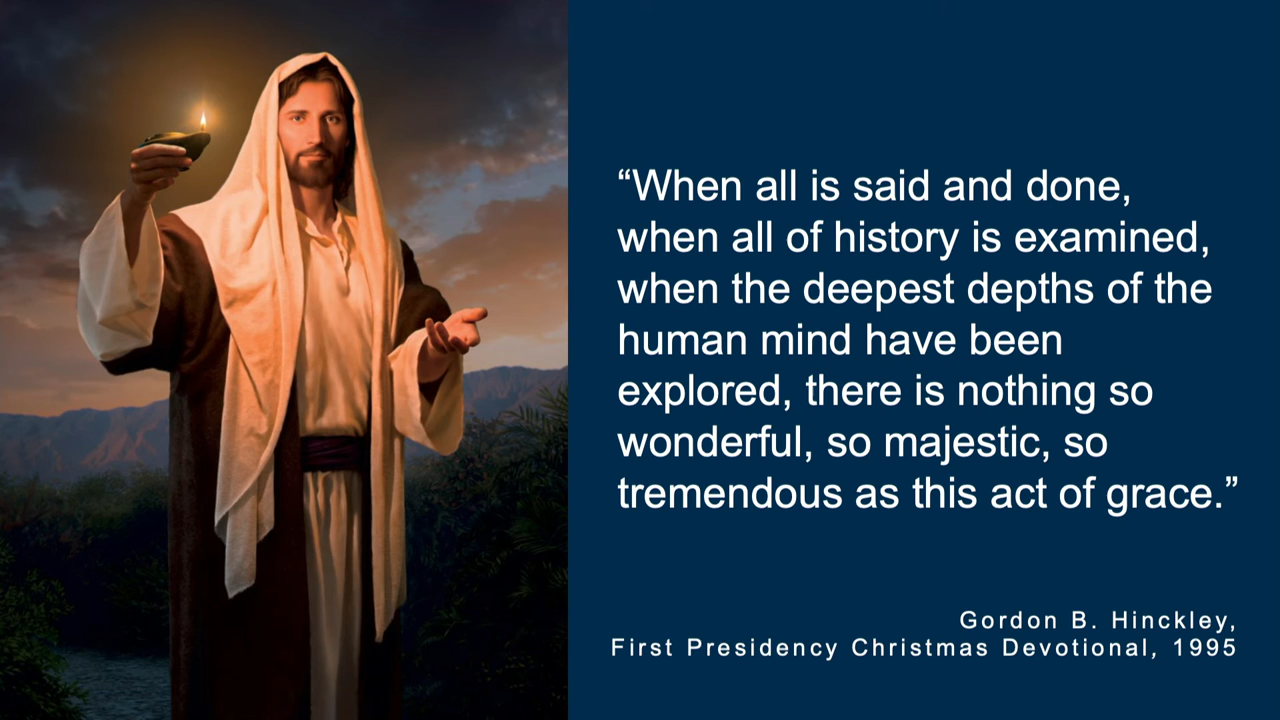 “When all is said and done,
when all of history is examined,
when the deepest depths of the
human mind have been
explored, there is nothing so
wonderful, so majestic, so
tremendous as this act of grace.”
Gordon B. Hinckley,
First Presidency Christmas Devotional, 1995